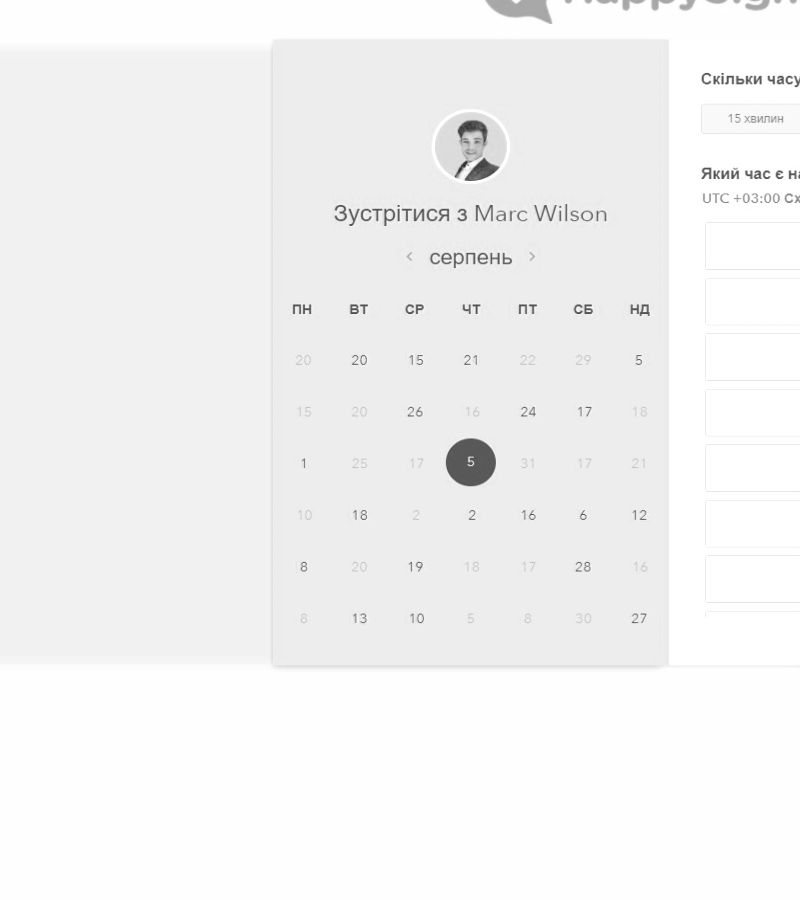 Зустрітися з Marc Wilson
серпень
ПН ВТ СР ЧТ ПТ СБ НД
20 20 15 21 22 29 5
15 20 26 16 24 17 18
1 25 17 5 31 17 21
10 18 2 2 16 6 12
8 20 19 18 17 28 16
8 13 10 5 8 30 27
Скільки часу
15 хвилин
Який час є
UTC +03:00